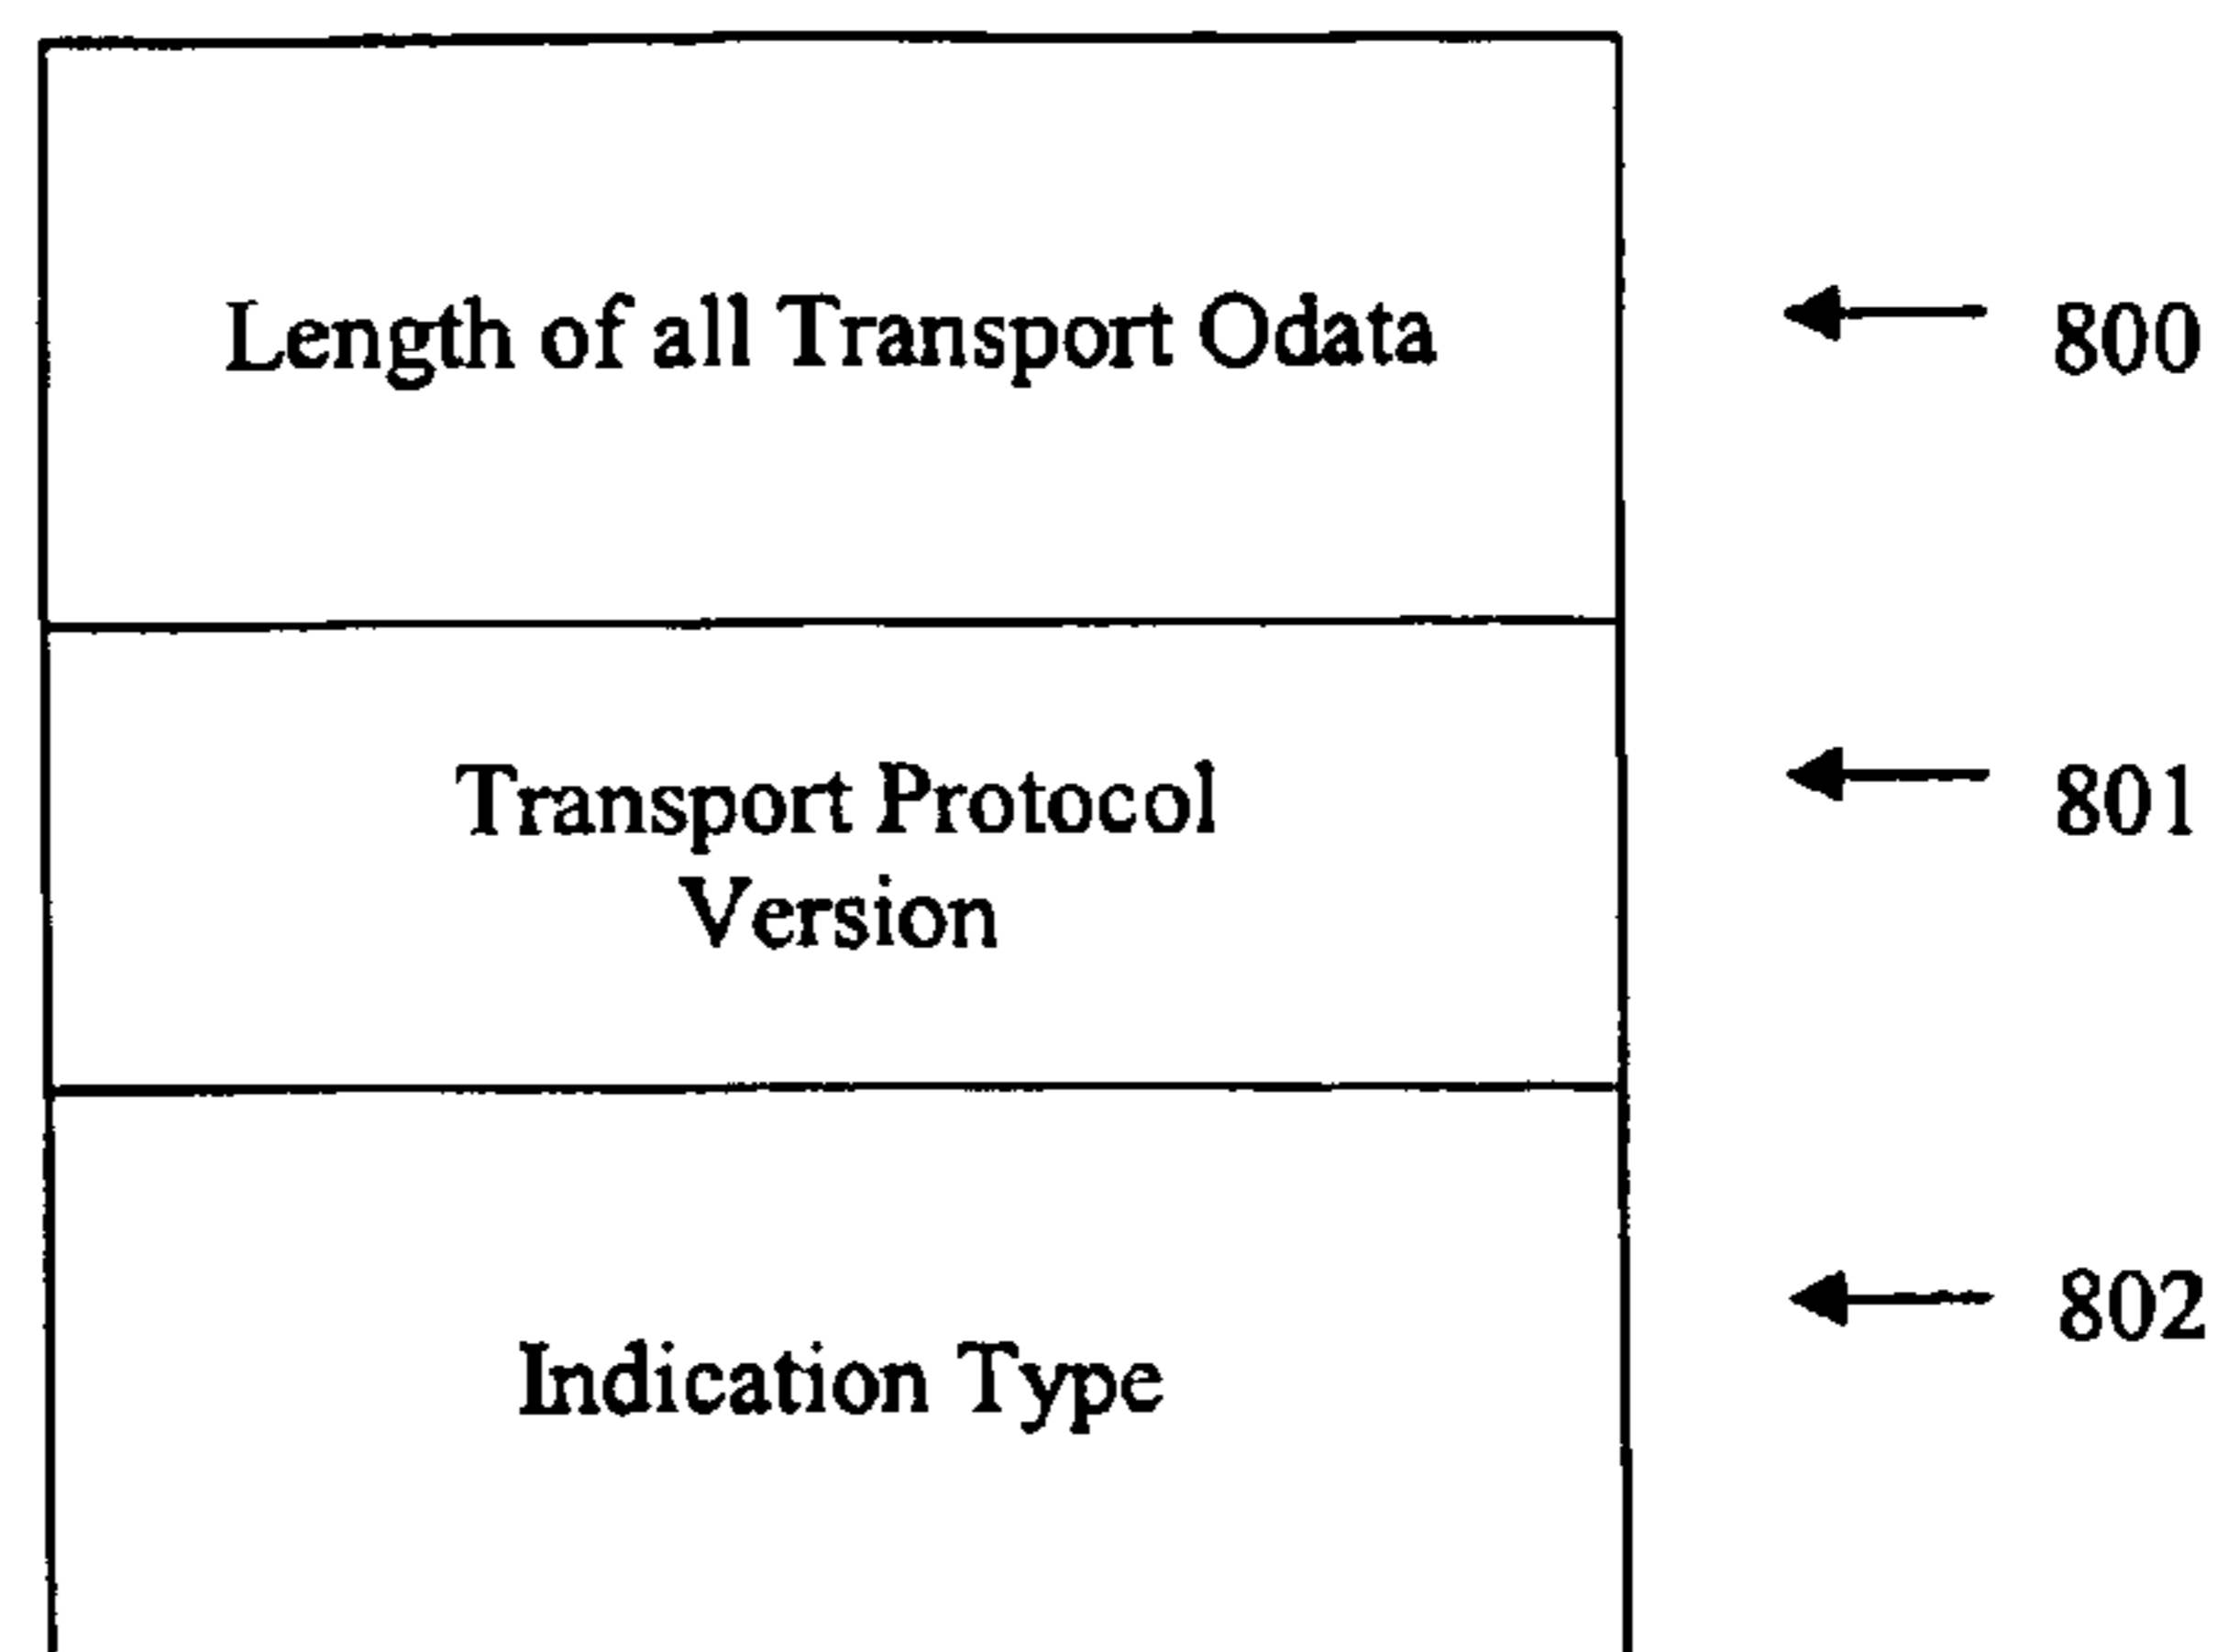 Length of all Transport Odata
800
Transport Protocol
Version
801
Indication Type
802